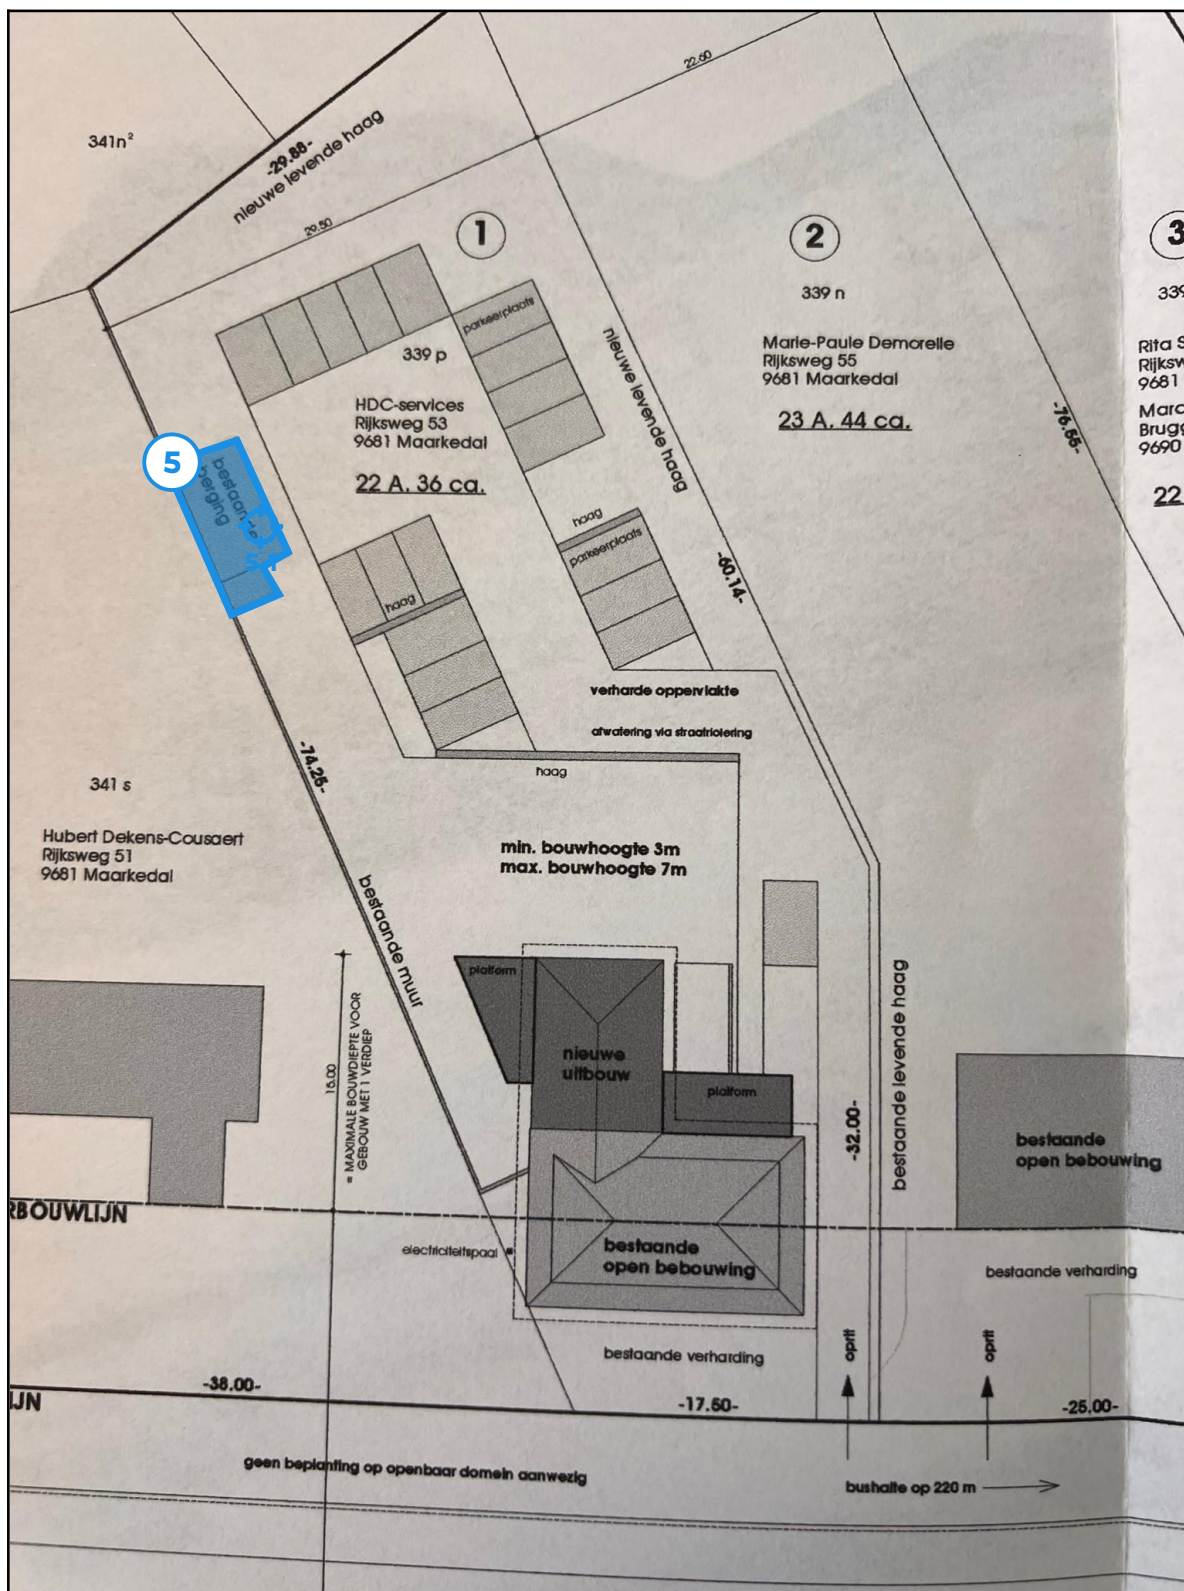 341n²
-29.88-
nieuwe levende haag
29.50
22.60
1
2
3
339 n
Marie-Paule Demorelle
Rijksweg 55
9681 Maarkedal
23 A. 44 ca.
339
Rita S
Rijksw
9681
Marc
Brugg
9690
22
-76.55-
parkeerplaats
339 p
HDC-services
Rijksweg 53
9681 Maarkedal
22 A. 36 ca.
nieuwe levende haag
5
bestaande
berging
haag
parkeerplaats
-60.14-
haag
verharde oppervlakte
afwatering via straatriolering
haag
-74.25-
341 s
Hubert Dekens-Cousaert
Rijksweg 51
9681 Maarkedal
min. bouwhoogte 3m
max. bouwhoogte 7m
bestaande muur
15.00
= MAXIMALE BOUWDIEPTE VOOR
GEBOUW MET 1 VERDIEP
platform
nieuwe
uitbouw
platform
-32.00-
bestaande levende haag
bestaande
open bebouwing
RBOUWLIJN
electriciteitspaal
bestaande
open bebouwing
bestaande verharding
bestaande verharding
oprit
oprit
-38.00-
-17.50-
-25.00-
IJN
geen beplanting op openbaar domein aanwezig
bushalte op 220 m